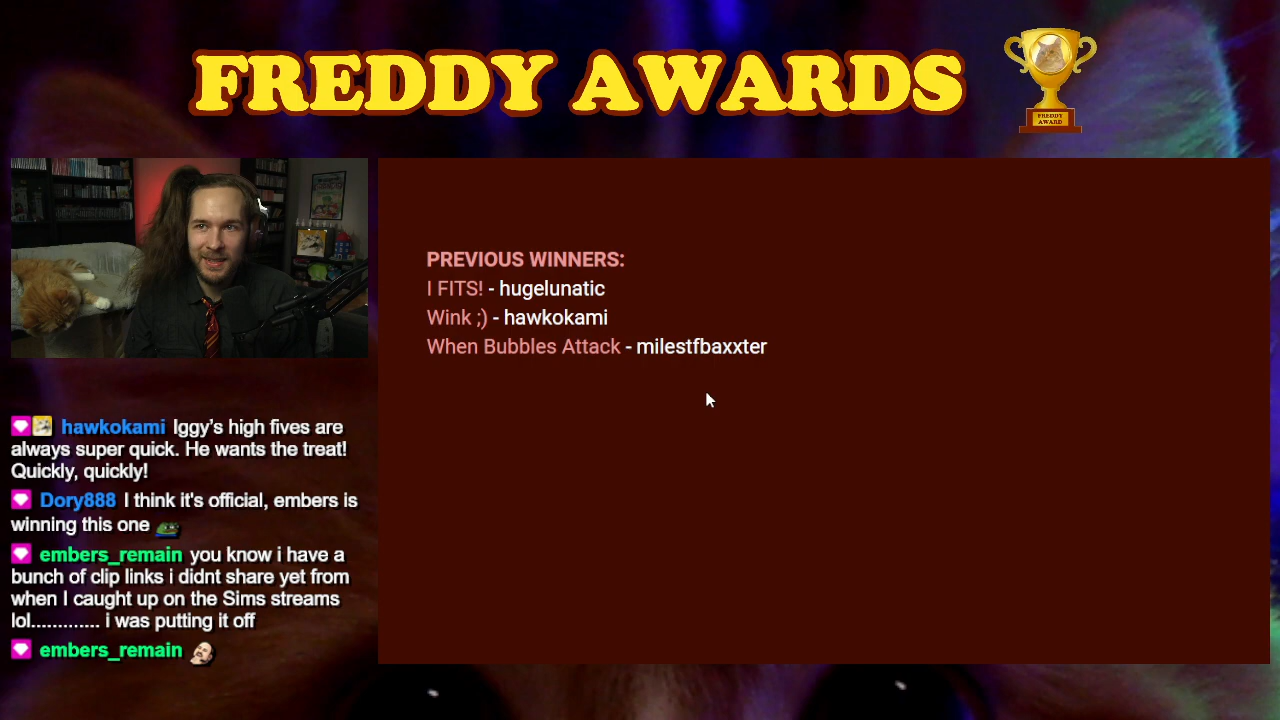 FREDDY AWARDS
FREDDY
AWARD
PREVIOUS WINNERS:
I FITS! - hugelunatic
Wink ;) - hawkokami
When Bubbles Attack - milestfbaxxter
hawkokami Iggy’s high fives are
always super quick. He wants the treat!
Quickly, quickly!
Dory888 I think it's official, embers is
winning this one
embers_remain you know i have a
bunch of clip links i didnt share yet from
when I caught up on the Sims streams
lol............. i was putting it off
embers_remain